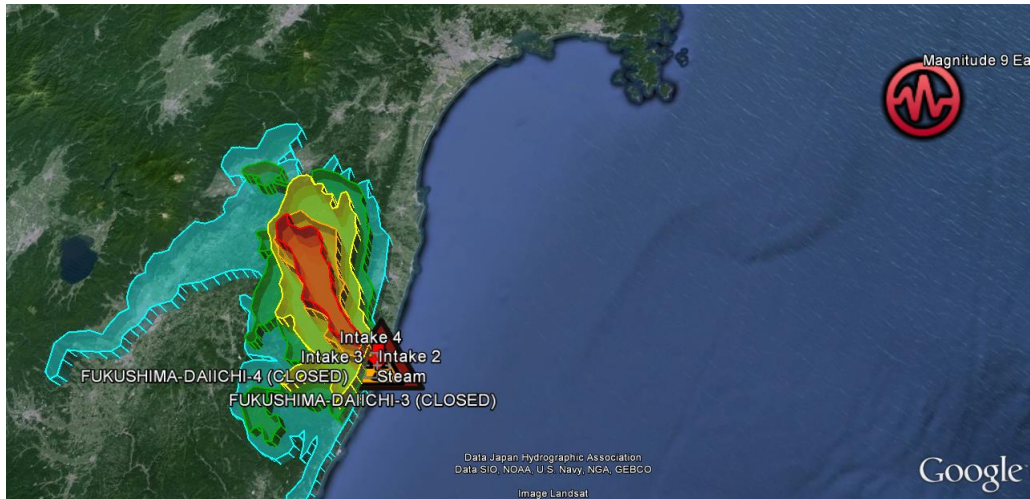 Magnitude 9 Ea
Intake 4
Intake 3 Intake 2
FUKUSHIMA-DAIICHI-4 (CLOSED) Steam
FUKUSHIMA-DAIICHI-3 (CLOSED)
Data Japan Hydrographic Association
Data SIO, NOAA, U.S. Navy, NGA, GEBCO
Image Landsat
Google